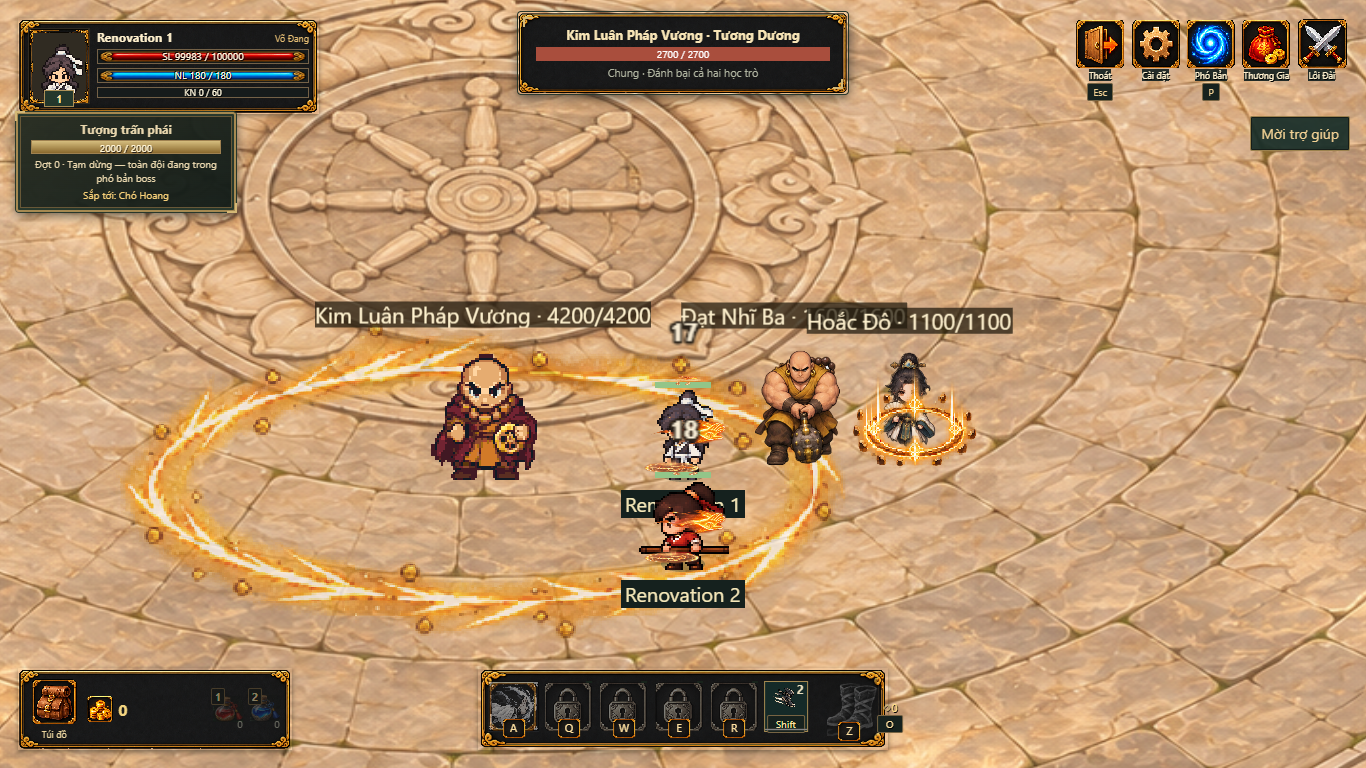 Renovation 1
Võ Đang
SL 99983 / 100000
NL 180 / 180
KN 0 / 60
1
Kim Luân Pháp Vương · Tương Dương
2700 / 2700
Chung · Đánh bại cả hai học trò
Thoát
Cài đặt
Phó Bản
Thương Gia
Lôi Đài
Esc
P
Tượng trấn phái
2000 / 2000
Đợt 0 · Tạm dừng — toàn đội đang trong
phó bản boss
Sắp tới: Chó Hoang
Mời trợ giúp
Kim Luân Pháp Vương · 4200/4200
Đạt Nhĩ Ba ·
Hoắc Đô · 1100/1100
17
18
Ren 1
Renovation 2
Túi đồ
0
1
0
2
0
A
Q
W
E
R
2
Shift
Z
O